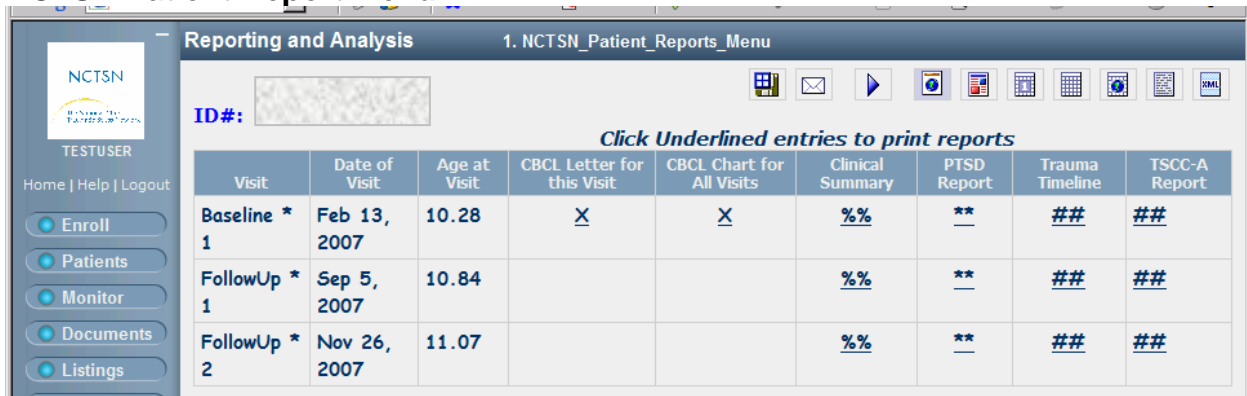 Reporting and Analysis 1. NCTSN_Patient_Reports_Menu
NCTSN
TESTUSER
Home | Help | Logout
Enroll
Patients
Monitor
Documents
Listings
ID#:
XML
Click Underlined entries to print reports
Visit Date of Visit Age at Visit CBCL Letter for this Visit CBCL Chart for All Visits Clinical Summary PTSD Report Trauma Timeline TSCC-A Report
Baseline * 1 Feb 13, 2007 10.28 X X %% ** ## ##
FollowUp * 1 Sep 5, 2007 10.84 %% ** ## ##
FollowUp * 2 Nov 26, 2007 11.07 %% ** ## ##